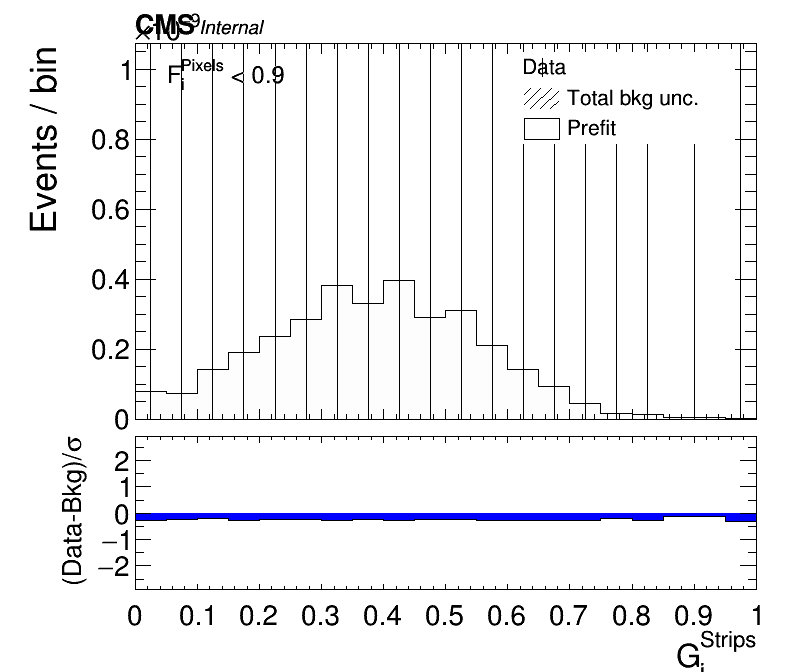 CMS Internal
×10⁻⁹
F_i^Pixels < 0.9
Data
Total bkg unc.
Prefit
Events / bin
1
0.8
0.6
0.4
0.2
0
(Data-Bkg)/σ
2
1
0
−1
−2
0 0.1 0.2 0.3 0.4 0.5 0.6 0.7 0.8 0.9 1
G_i^Strips